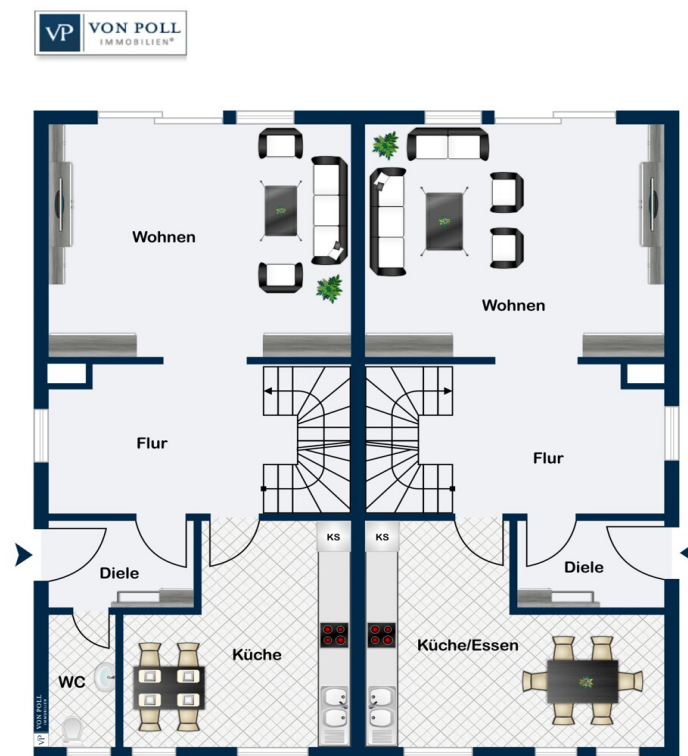 VP VON POLL
IMMOBILIEN®
Wohnen
Wohnen
Flur
Flur
KS
KS
Diele
Diele
Küche
Küche/Essen
WC
VP VON POLL
IMMOBILIEN